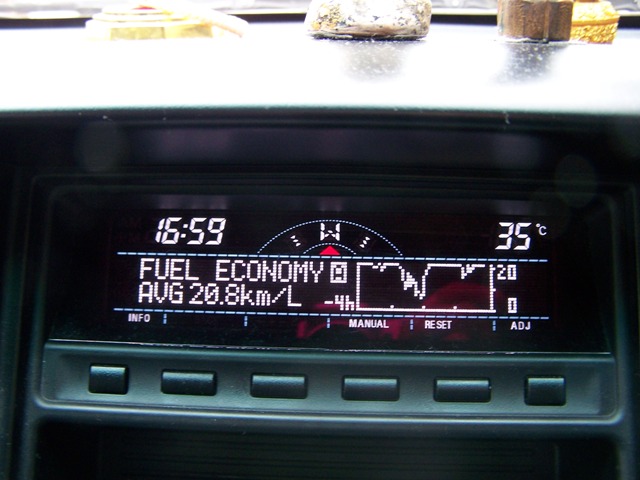 16:59
W
35°C
FUEL ECONOMY A 20
AVG 20.8km/L -4h 0
INFO MANUAL RESET ADJ